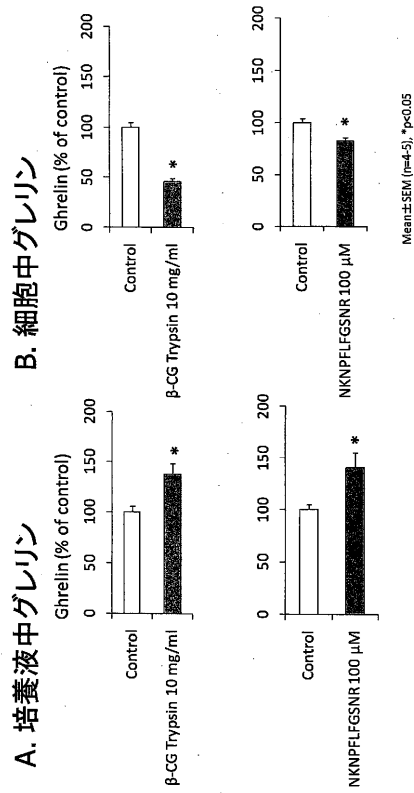 A. 培養液中グレリン
Ghrelin (% of control)
0 50 100 150 200
Control
β-CG Trypsin 10 mg/ml
*
0 50 100 150 200
Control
NKNPFLFGSNR 100 μM
*
B. 細胞中グレリン
Ghrelin (% of control)
0 50 100 150 200
Control
β-CG Trypsin 10 mg/ml
*
0 50 100 150 200
Control
NKNPFLFGSNR 100 μM
*
Mean±SEM (n=4-5), *p<0.05